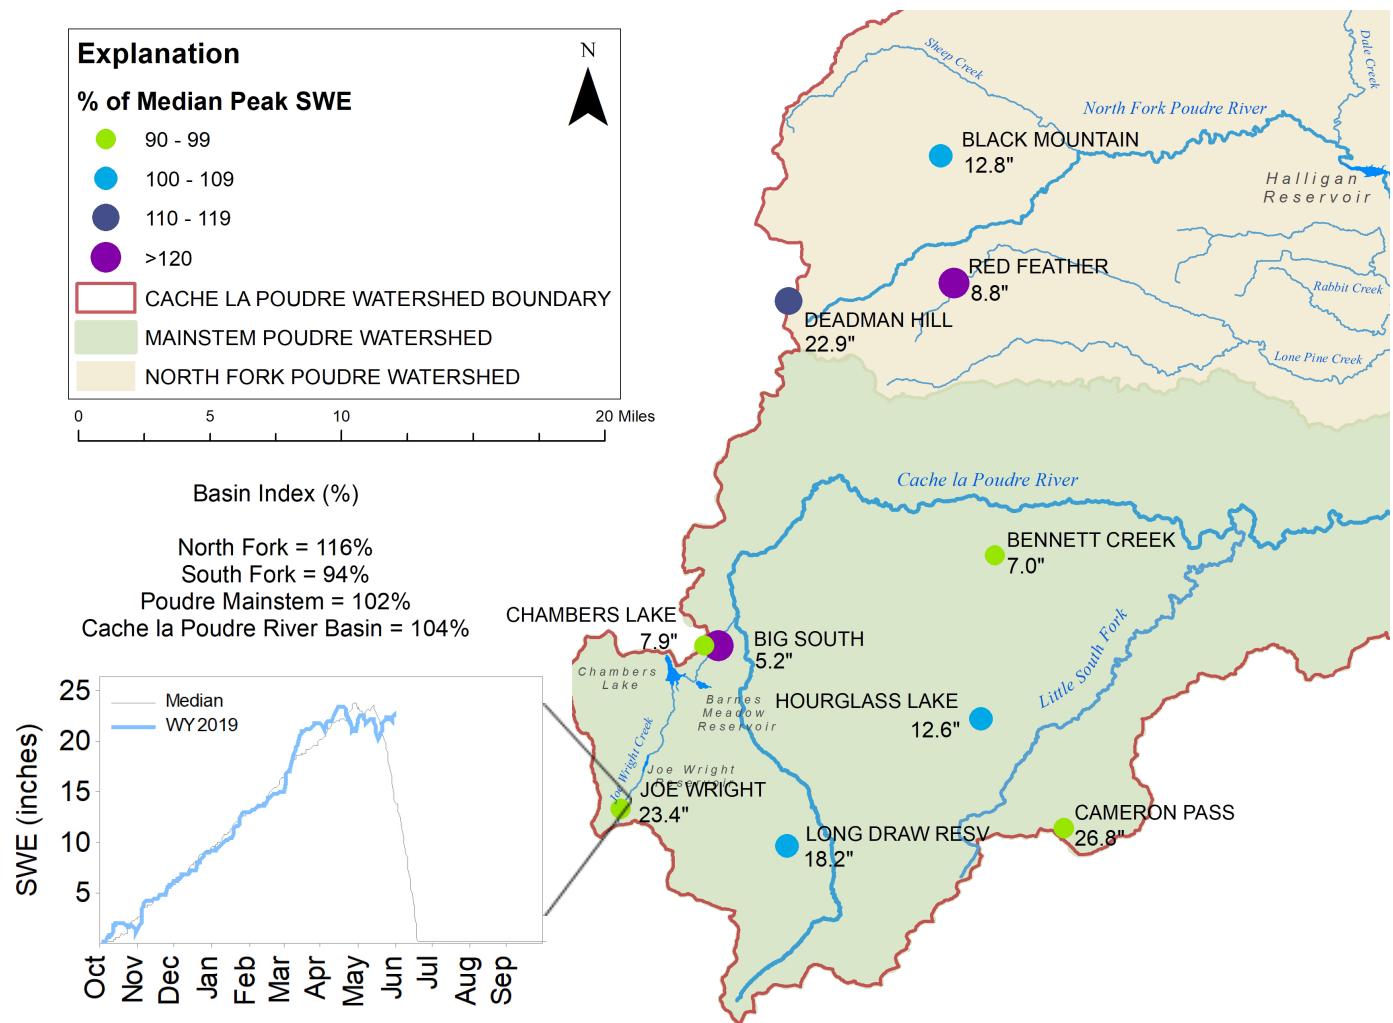 Explanation
N
% of Median Peak SWE
90 - 99
100 - 109
110 - 119
>120
CACHE LA POUDRE WATERSHED BOUNDARY
MAINSTEM POUDRE WATERSHED
NORTH FORK POUDRE WATERSHED
0 5 10 20 Miles
Basin Index (%)
North Fork = 116%
South Fork = 94%
Poudre Mainstem = 102%
Cache la Poudre River Basin = 104%
Sheep Creek
Dale Creek
North Fork Poudre River
BLACK MOUNTAIN
12.8"
Halligan
Reservoir
RED FEATHER
8.8"
Rabbit Creek
DEADMAN HILL
22.9"
Lone Pine Creek
Cache la Poudre River
BENNETT CREEK
7.0"
CHAMBERS LAKE
7.9"
BIG SOUTH
5.2"
Little South Fork
Chambers
Lake
Barnes
Meadow
Reservoir
HOURGLASS LAKE
12.6"
Joe Wright Creek
Joe Wright
Reservoir
JOE WRIGHT
23.4"
CAMERON PASS
26.8"
LONG DRAW RESV
18.2"
Median
WY2019
SWE (inches)
25
20
15
10
5
Oct Nov Dec Jan Feb Mar Apr May Jun Jul Aug Sep